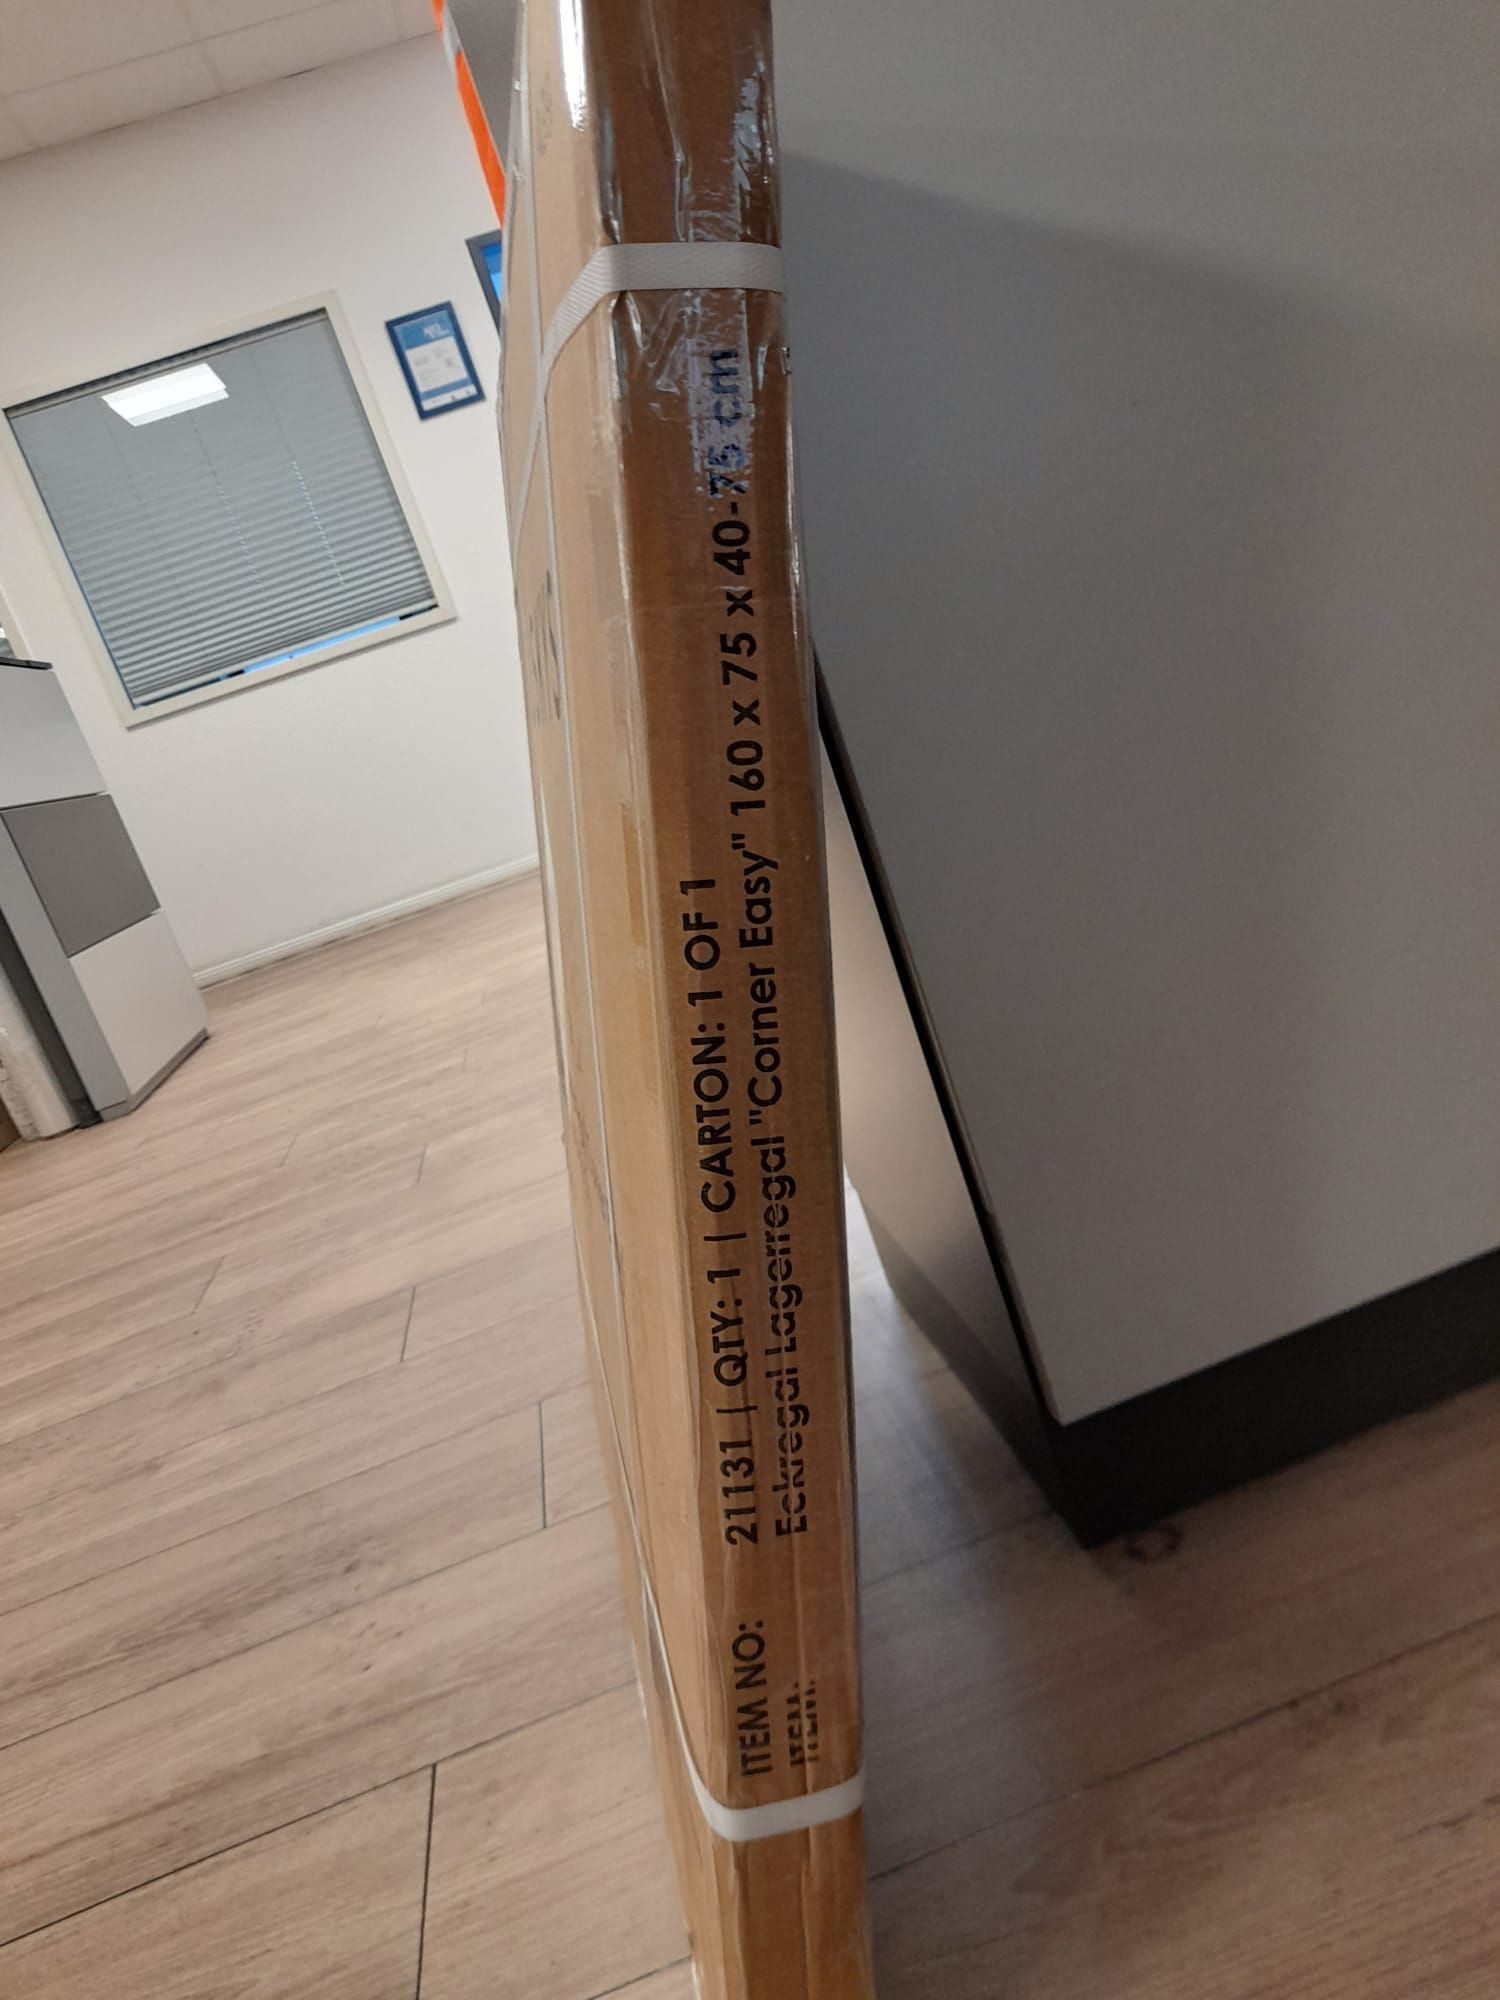 ITEM NO: 21131 | QTY: 1 | CARTON: 1 OF 1
ITEM: Eckregal Lagerregal "Corner Easy" 160 x 75 x 40-75 cm